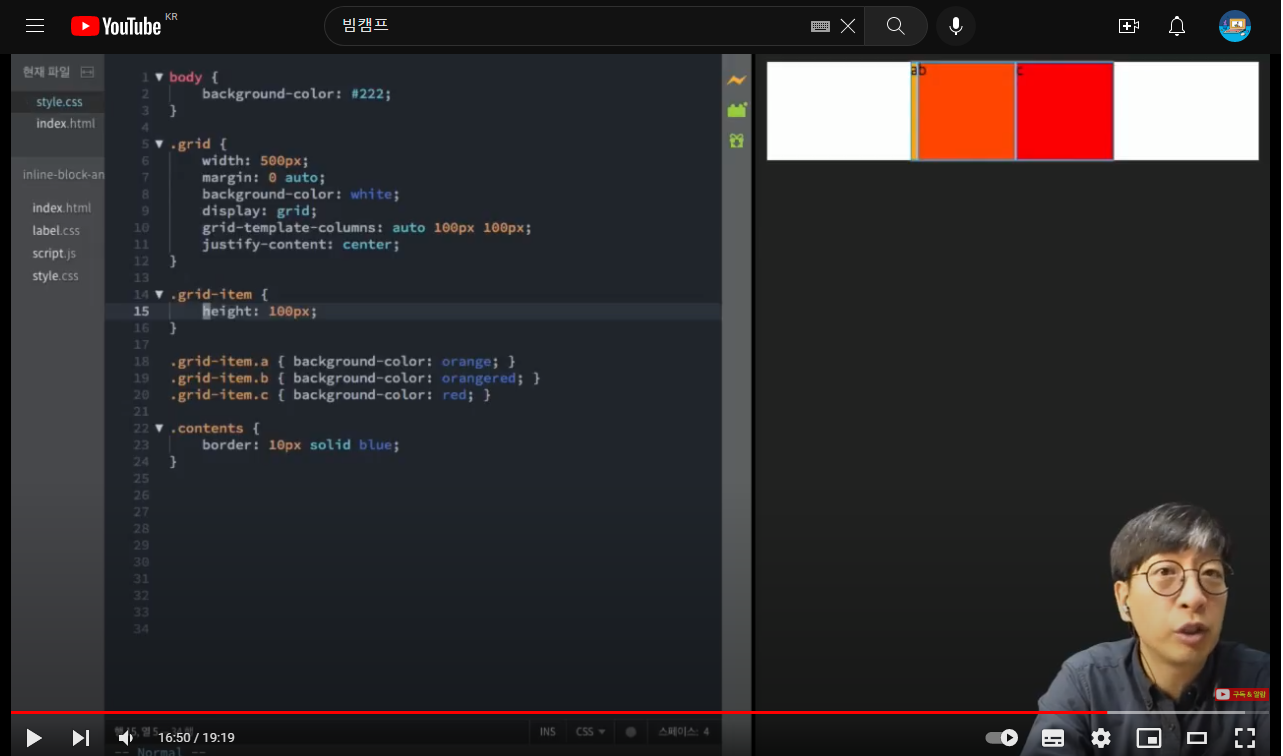 YouTube KR
빔캠프
현재 파일
style.css
index.html
inline-block-an
index.html
label.css
script.js
style.css
1 body {
2 background-color: #222;
3 }
4
5 .grid {
6 width: 500px;
7 margin: 0 auto;
8 background-color: white;
9 display: grid;
10 grid-template-columns: auto 100px 100px;
11 justify-content: center;
12 }
13
14 .grid-item {
15 height: 100px;
16 }
17
18 .grid-item.a { background-color: orange; }
19 .grid-item.b { background-color: orangered; }
20 .grid-item.c { background-color: red; }
21
22 .contents {
23 border: 10px solid blue;
24 }
25
26
27
28
29
30
31
32
33
34
ab
c
구독 & 알람
INS
CSS
스페이스: 4
16:50 / 19:19
-- Normal --